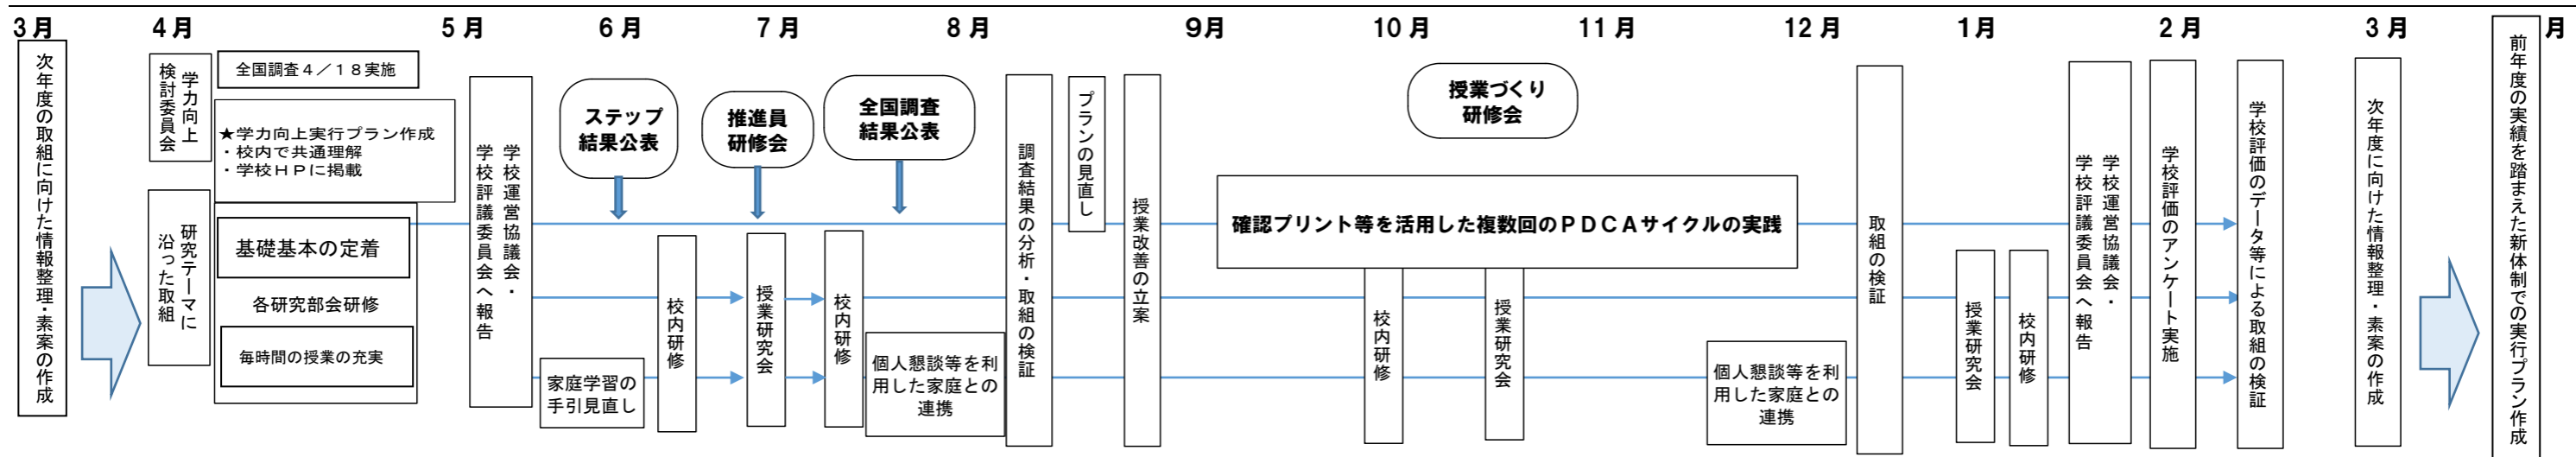 3月
4月
5月
6月
7月
8月
9月
10月
11月
12月
1月
2月
3月
月
次年度の取組に向けた情報整理・素案の作成
学力向上
検討委員会
全国調査4／18実施
★学力向上実行プラン作成
・校内で共通理解
・学校ＨＰに掲載
研究テーマに
沿った取組
基礎基本の定着
各研究部会研修
毎時間の授業の充実
学校運営協議会・
学校評議委員会へ報告
ステップ
結果公表
家庭学習の
手引見直し
校内研修
推進員
研修会
授業研究会
全国調査
結果公表
校内研修
個人懇談等を利
用した家庭との
連携
調査結果の分析・取組の検証
プランの見直し
授業改善の立案
授業づくり
研修会
確認プリント等を活用した複数回のＰＤＣＡサイクルの実践
校内研修
授業研究会
個人懇談等を利
用した家庭との
連携
取組の検証
授業研究会
校内研修
学校運営協議会・
学校評議委員会へ報告
学校評価のアンケート実施
学校評価のデータ等による取組の検証
次年度に向けた情報整理・素案の作成
前年度の実績を踏まえた新体制での実行プラン作成